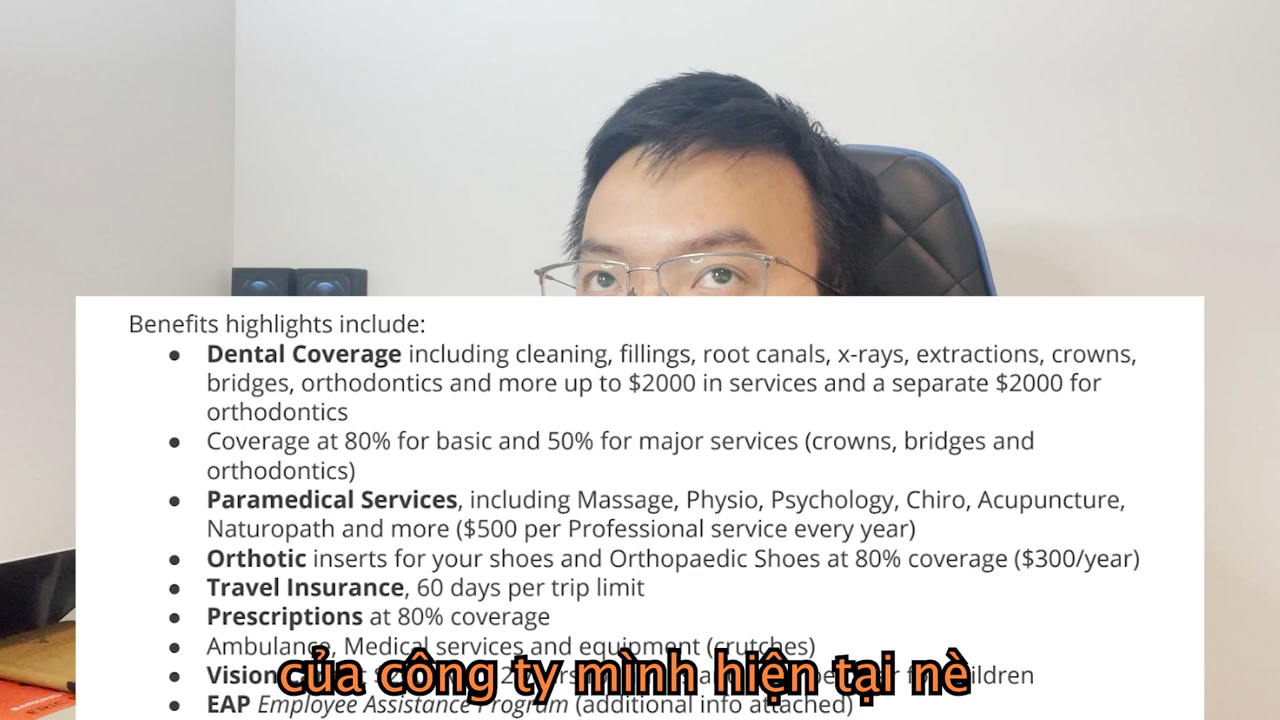 Benefits highlights include:
● Dental Coverage including cleaning, fillings, root canals, x-rays, extractions, crowns,
bridges, orthodontics and more up to $2000 in services and a separate $2000 for
orthodontics
● Coverage at 80% for basic and 50% for major services (crowns, bridges and
orthodontics)
● Paramedical Services, including Massage, Physio, Psychology, Chiro, Acupuncture,
Naturopath and more ($500 per Professional service every year)
● Orthotic inserts for your shoes and Orthopaedic Shoes at 80% coverage ($300/year)
● Travel Insurance, 60 days per trip limit
● Prescriptions at 80% coverage
● Ambulance, Medical services and equipment (crutches)
● Vision children
● EAP Employee Assistance Program (additional info attached)
của công ty mình hiện tại nè